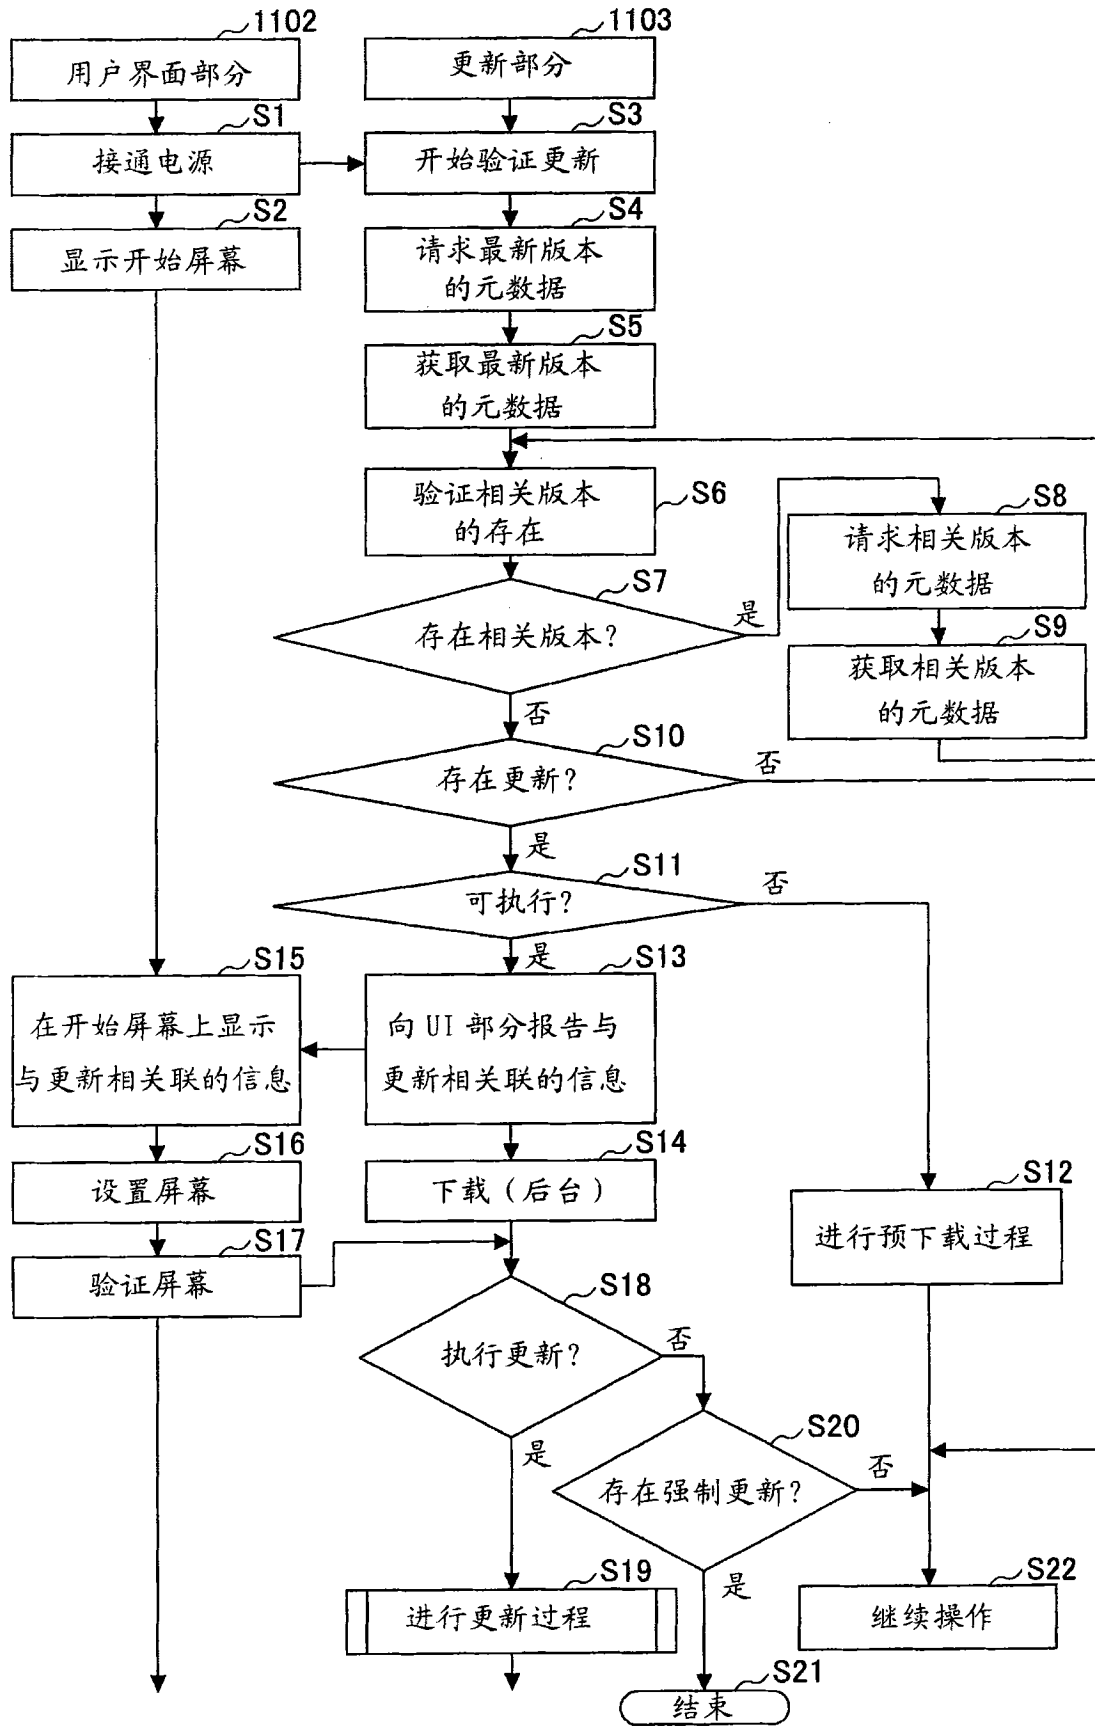 1102
用户界面部分
1103
更新部分
S1
接通电源
S3
开始验证更新
S2
显示开始屏幕
S4
请求最新版本
的元数据
S5
获取最新版本
的元数据
验证相关版本
的存在
S6
S8
请求相关版本
的元数据
S7
存在相关版本?
是
否
S9
获取相关版本
的元数据
S10
存在更新?
否
是
S11
可执行?
否
是
S15
在开始屏幕上显示
与更新相关联的信息
S13
向 UI 部分报告与
更新相关联的信息
S16
设置屏幕
S14
下载(后台)
S12
进行预下载过程
S17
验证屏幕
S18
执行更新?
否
是
S20
存在强制更新?
否
是
S19
进行更新过程
S22
继续操作
S21
结束